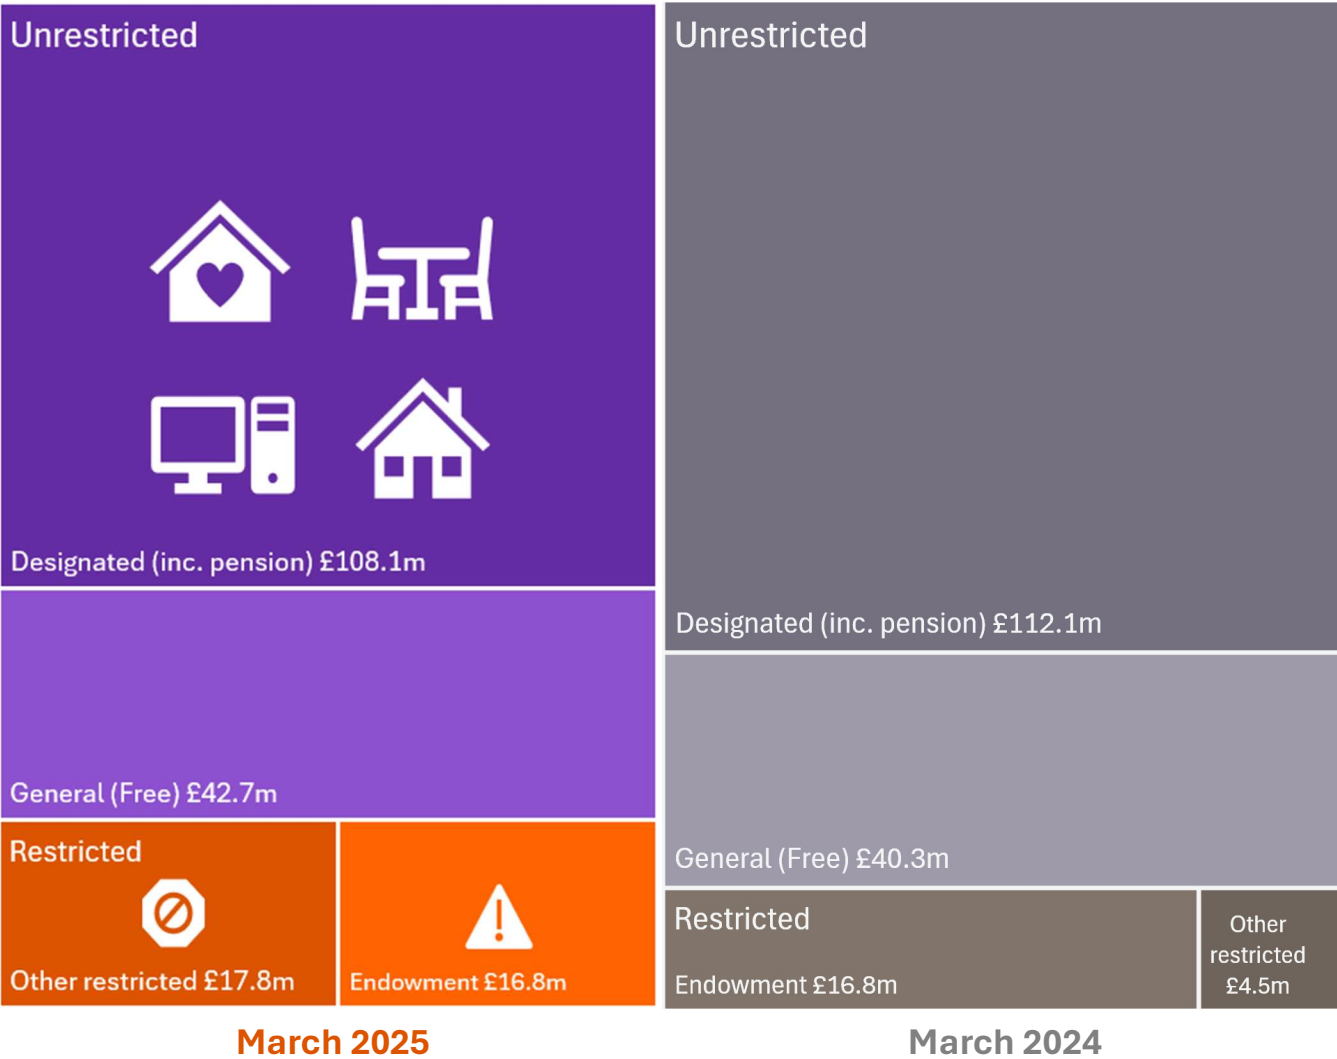 Unrestricted
Designated (inc. pension) £108.1m
General (Free) £42.7m
Restricted
Other restricted £17.8m
Endowment £16.8m
March 2025
Unrestricted
Designated (inc. pension) £112.1m
General (Free) £40.3m
Restricted
Endowment £16.8m
Other
restricted
£4.5m
March 2024